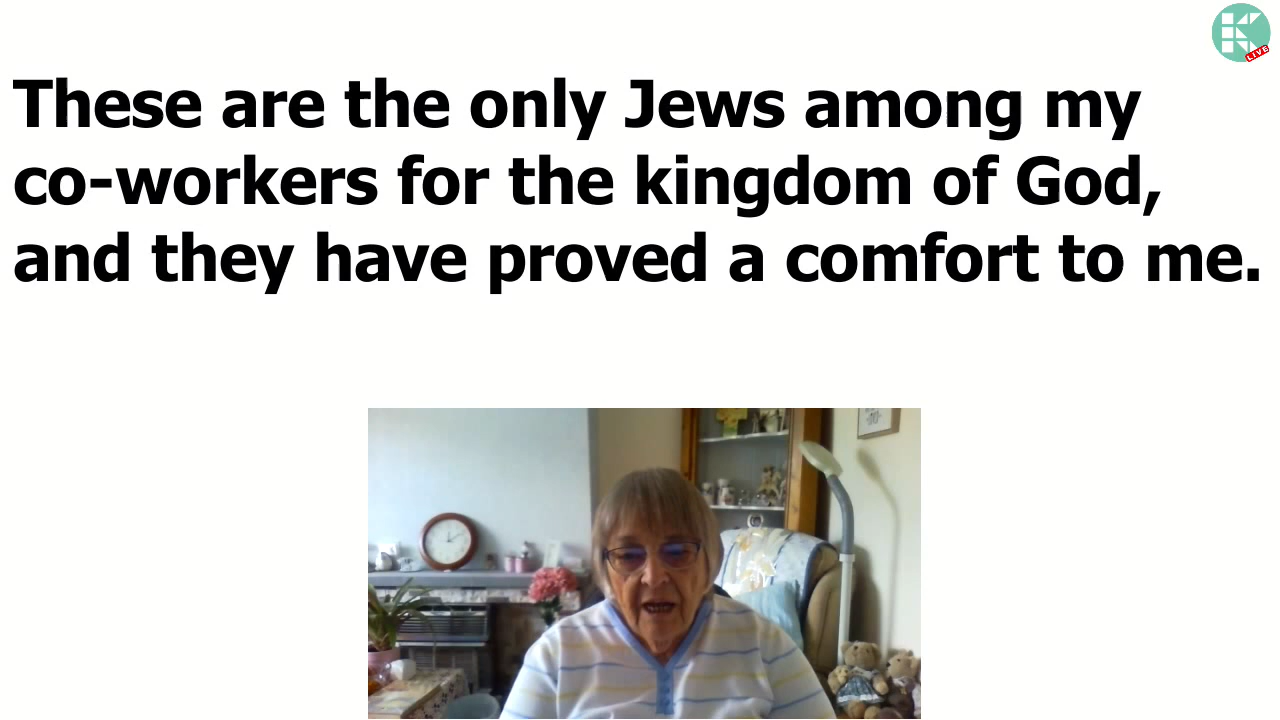 LIVE
These are the only Jews among my
co-workers for the kingdom of God,
and they have proved a comfort to me.